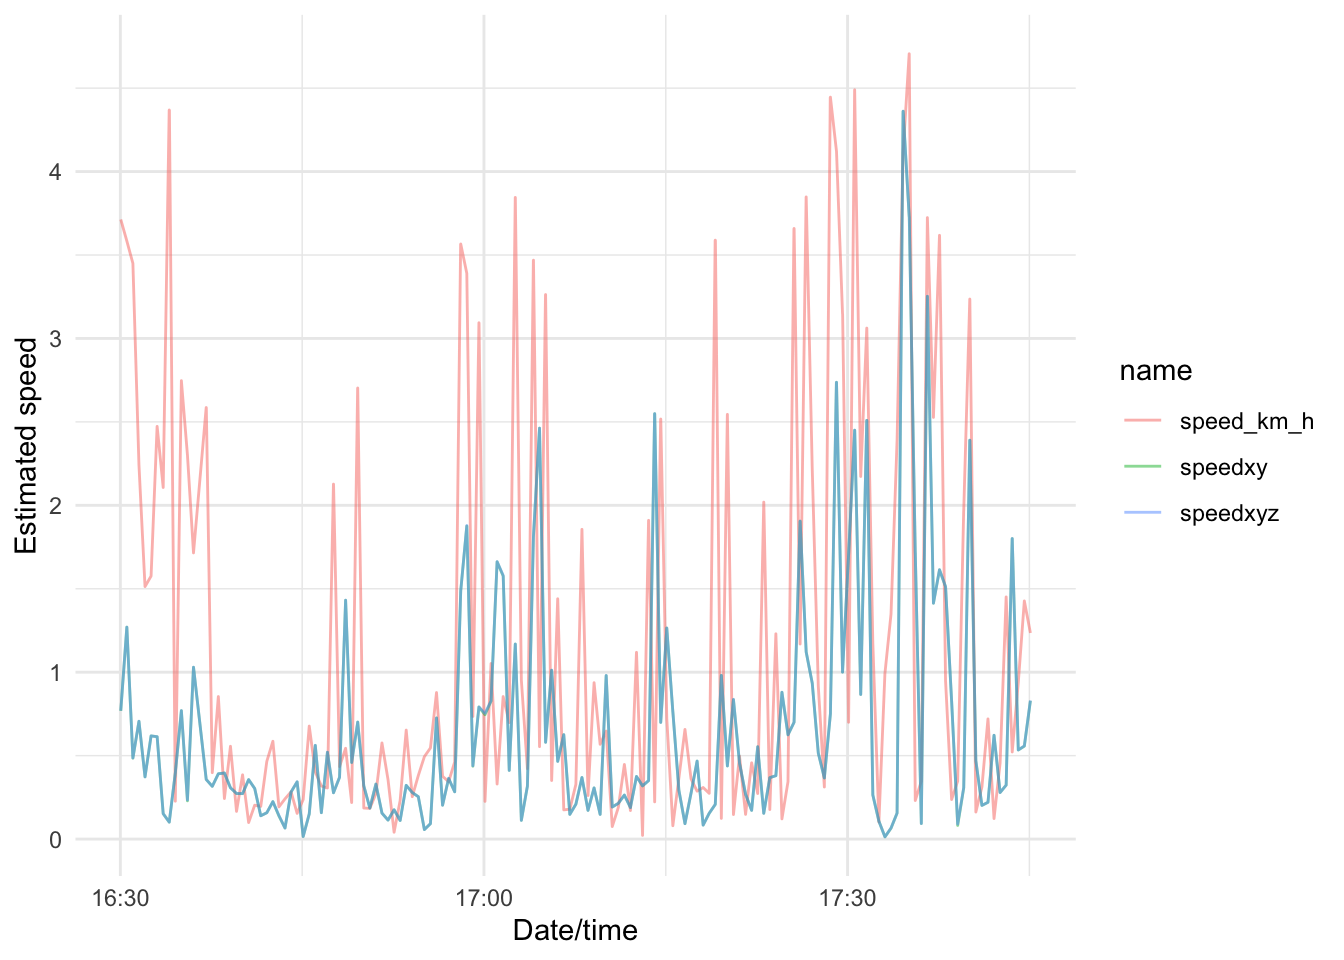 4
3
2
1
0
Estimated speed
16:30
17:00
17:30
Date/time
name
speed_km_h
speedxy
speedxyz